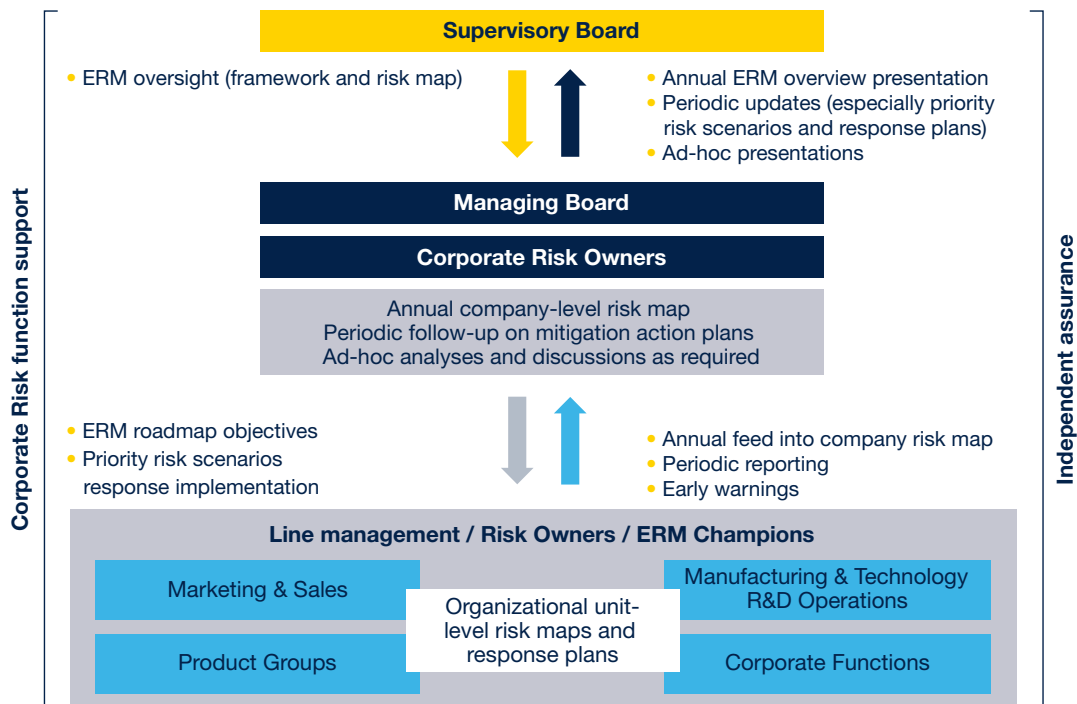 Supervisory Board
• ERM oversight (framework and risk map)
• Annual ERM overview presentation
• Periodic updates (especially priority
risk scenarios and response plans)
• Ad-hoc presentations
Corporate Risk function support
Independent assurance
Managing Board
Corporate Risk Owners
Annual company-level risk map
Periodic follow-up on mitigation action plans
Ad-hoc analyses and discussions as required
• ERM roadmap objectives
• Priority risk scenarios
response implementation
• Annual feed into company risk map
• Periodic reporting
• Early warnings
Line management / Risk Owners / ERM Champions
Marketing & Sales
Manufacturing & Technology
R&D Operations
Organizational unit-
level risk maps and
response plans
Product Groups
Corporate Functions